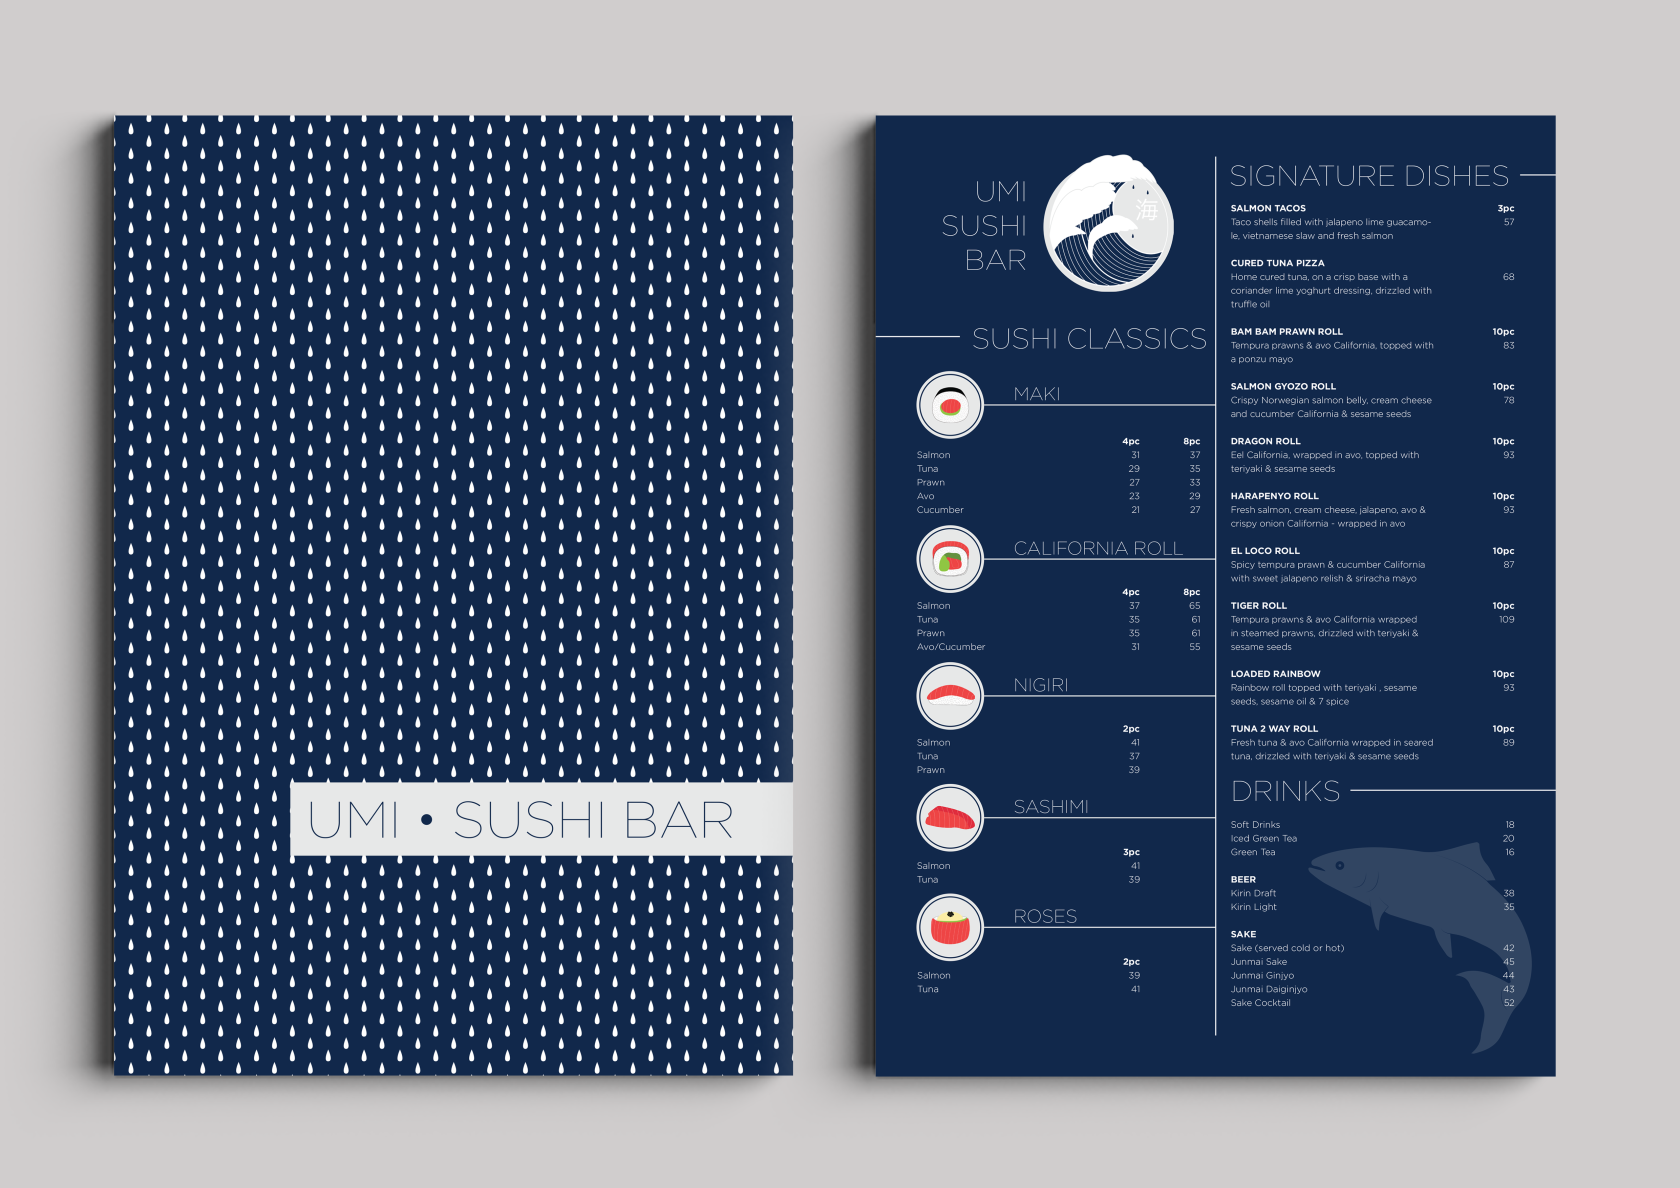 UMI • SUSHI BAR
UMI
SUSHI
BAR
海
SUSHI CLASSICS
MAKI
4pc 8pc
Salmon 31 37
Tuna 29 35
Prawn 27 33
Avo 23 29
Cucumber 21 27
CALIFORNIA ROLL
4pc 8pc
Salmon 37 65
Tuna 35 61
Prawn 35 61
Avo/Cucumber 31 55
NIGIRI
2pc
Salmon 41
Tuna 37
Prawn 39
SASHIMI
3pc
Salmon 41
Tuna 39
ROSES
2pc
Salmon 39
Tuna 41
SIGNATURE DISHES
SALMON TACOS 3pc
Taco shells filled with jalapeno lime guacamo- 57
le, vietnamese slaw and fresh salmon
CURED TUNA PIZZA
Home cured tuna, on a crisp base with a 68
coriander lime yoghurt dressing, drizzled with
truffle oil
BAM BAM PRAWN ROLL 10pc
Tempura prawns & avo California, topped with 83
a ponzu mayo
SALMON GYOZO ROLL 10pc
Crispy Norwegian salmon belly, cream cheese 78
and cucumber California & sesame seeds
DRAGON ROLL 10pc
Eel California, wrapped in avo, topped with 93
teriyaki & sesame seeds
HARAPENYO ROLL 10pc
Fresh salmon, cream cheese, jalapeno, avo & 93
crispy onion California - wrapped in avo
EL LOCO ROLL 10pc
Spicy tempura prawn & cucumber California 87
with sweet jalapeno relish & sriracha mayo
TIGER ROLL 10pc
Tempura prawns & avo California wrapped 109
in steamed prawns, drizzled with teriyaki &
sesame seeds
LOADED RAINBOW 10pc
Rainbow roll topped with teriyaki , sesame 93
seeds, sesame oil & 7 spice
TUNA 2 WAY ROLL 10pc
Fresh tuna & avo California wrapped in seared 89
tuna, drizzled with teriyaki & sesame seeds
DRINKS
Soft Drinks 18
Iced Green Tea 20
Green Tea 16
BEER
Kirin Draft 38
Kirin Light 35
SAKE
Sake (served cold or hot) 42
Junmai Sake 45
Junmai Ginjyo 44
Junmai Daiginjyo 43
Sake Cocktail 52